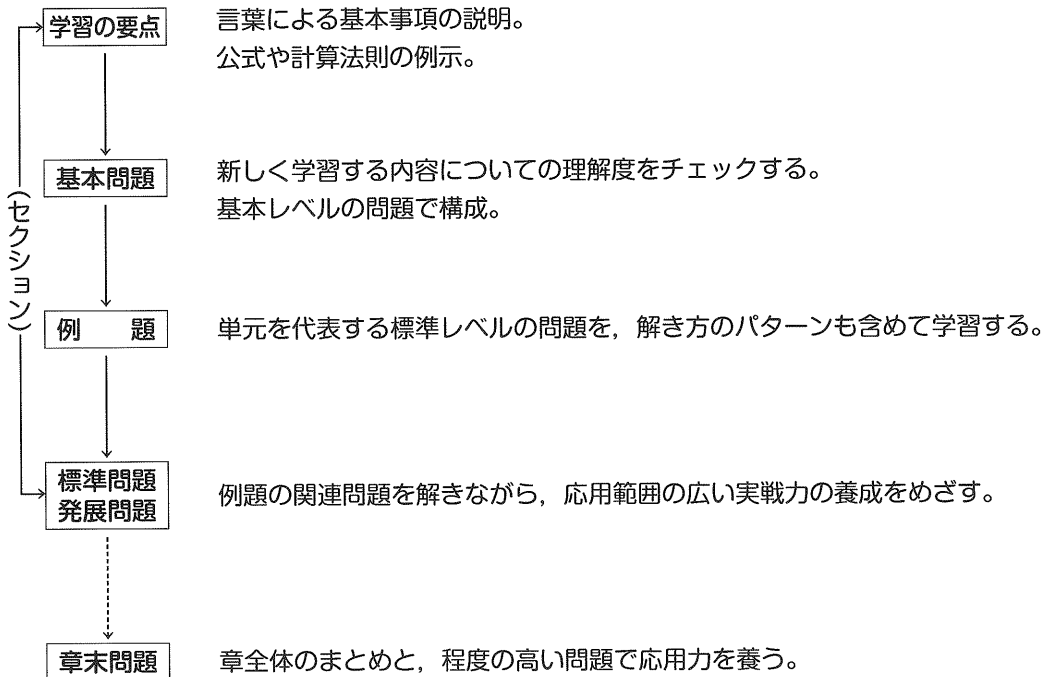 学習の要点
言葉による基本事項の説明。
公式や計算法則の例示。
基本問題
新しく学習する内容についての理解度をチェックする。
基本レベルの問題で構成。
(セクション)
例　題
単元を代表する標準レベルの問題を，解き方のパターンも含めて学習する。
標準問題
発展問題
例題の関連問題を解きながら，応用範囲の広い実戦力の養成をめざす。
章末問題
章全体のまとめと，程度の高い問題で応用力を養う。